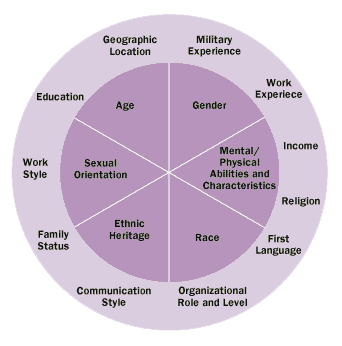 Geographic
Location
Military
Experience
Education
Age
Gender
Work
Experiece
Work
Style
Sexual
Orientation
Mental/
Physical
Abilities and
Characteristics
Income
Religion
Family
Status
Ethnic
Heritage
Race
First
Language
Communication
Style
Organizational
Role and Level